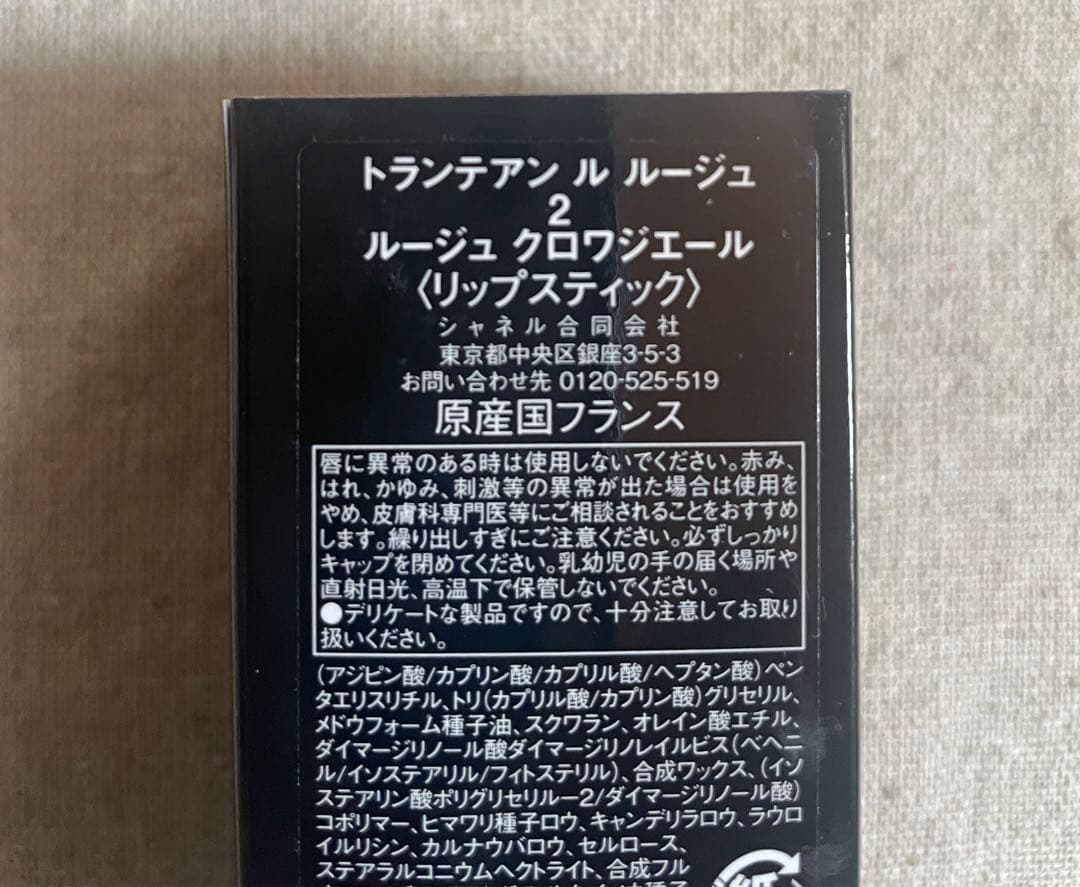 トランテアン ル ルージュ
2
ルージュ クロワジエール
〈リップスティック〉
シャネル合同会社
東京都中央区銀座3-5-3
お問い合わせ先 0120-525-519
原産国フランス
唇に異常のある時は使用しないでください。赤み、
はれ、かゆみ、刺激等の異常が出た場合は使用を
やめ、皮膚科専門医等にご相談されることをおすすめ
します。繰り出しすぎにご注意ください。必ずしっかり
キャップを閉めてください。乳幼児の手の届く場所や
直射日光、高温下で保管しないでください。
●デリケートな製品ですので、十分注意してお取り
扱いください。
(アジピン酸/カプリン酸/カプリル酸/ヘプタン酸)ペン
タエリスリチル、トリ(カプリル酸/カプリン酸)グリセリル、
メドウフォーム種子油、スクワラン、オレイン酸エチル、
ダイマージリノール酸ダイマージリノレイルビス(ベヘニ
ル/イソステアリル/フィトステリル)、合成ワックス、(イソ
ステアリン酸ポリグリセリル-2/ダイマージリノール酸)
コポリマー、ヒマワリ種子ロウ、キャンデリラロウ、ラウロ
イルリシン、カルナウバロウ、セルロース、
ステアラルコニウムヘクトライト、合成フル
紙